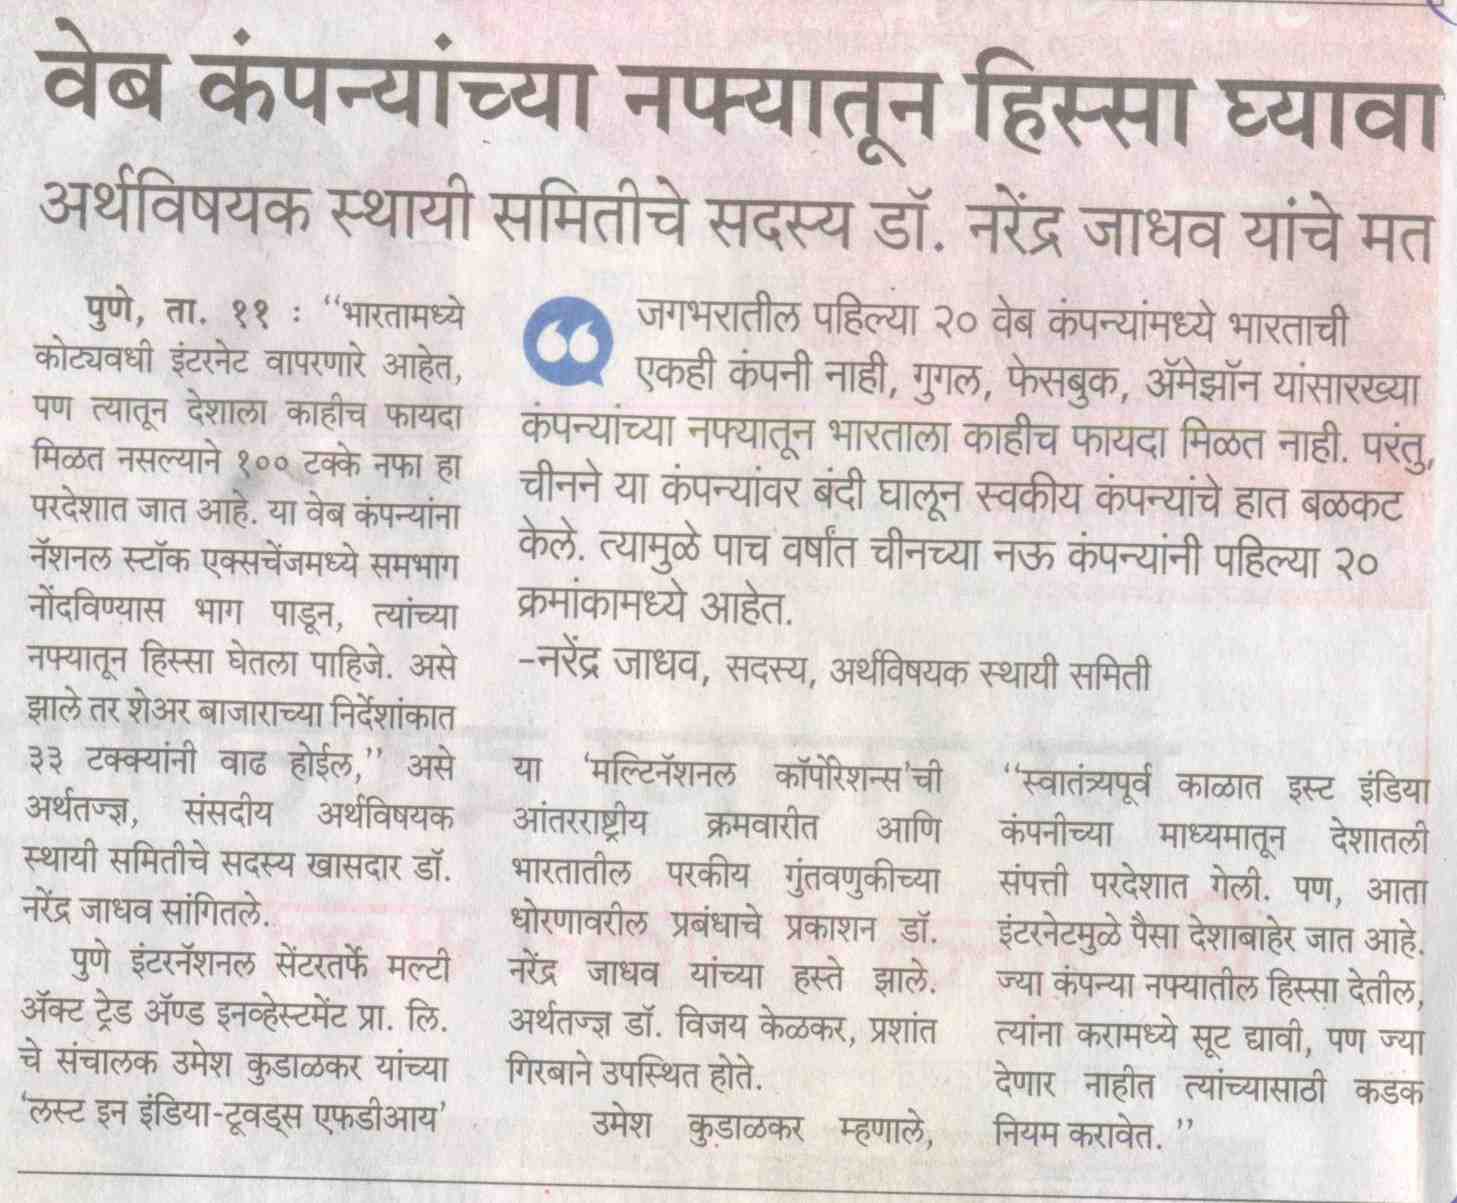 वेब कंपन्यांच्या नफ्यातून हिस्सा घ्यावा
अर्थविषयक स्थायी समितीचे सदस्य डॉ. नरेंद्र जाधव यांचे मत
पुणे, ता. ११ : ‘‘भारतामध्ये
कोट्यवधी इंटरनेट वापरणारे आहेत,
पण त्यातून देशाला काहीच फायदा
मिळत नसल्याने १०० टक्के नफा हा
परदेशात जात आहे. या वेब कंपन्यांना
नॅशनल स्टॉक एक्सचेंजमध्ये समभाग
नोंदविण्यास भाग पाडून, त्यांच्या
नफ्यातून हिस्सा घेतला पाहिजे. असे
झाले तर शेअर बाजाराच्या निर्देशांकात
३३ टक्क्यांनी वाढ होईल,’’ असे
अर्थतज्ज्ञ, संसदीय अर्थविषयक
स्थायी समितीचे सदस्य खासदार डॉ.
नरेंद्र जाधव सांगितले.
पुणे इंटरनॅशनल सेंटरतर्फे मल्टी
ॲक्ट ट्रेड ॲण्ड इनव्हेस्टमेंट प्रा. लि.
चे संचालक उमेश कुडाळकर यांच्या
‘लस्ट इन इंडिया-टूवर्ड्स एफडीआय’
‘‘ जगभरातील पहिल्या २० वेब कंपन्यांमध्ये भारताची
एकही कंपनी नाही, गुगल, फेसबुक, ॲमेझॉन यांसारख्या
कंपन्यांच्या नफ्यातून भारताला काहीच फायदा मिळत नाही. परंतु,
चीनने या कंपन्यांवर बंदी घालून स्वकीय कंपन्यांचे हात बळकट
केले. त्यामुळे पाच वर्षांत चीनच्या नऊ कंपन्यांनी पहिल्या २०
क्रमांकामध्ये आहेत.
-नरेंद्र जाधव, सदस्य, अर्थविषयक स्थायी समिती
या ‘मल्टिनॅशनल कॉर्पोरेशन्स’ची
आंतरराष्ट्रीय क्रमवारीत आणि
भारतातील परकीय गुंतवणुकीच्या
धोरणावरील प्रबंधाचे प्रकाशन डॉ.
नरेंद्र जाधव यांच्या हस्ते झाले.
अर्थतज्ज्ञ डॉ. विजय केळकर, प्रशांत
गिरबाने उपस्थित होते.
उमेश कुडाळकर म्हणाले,
‘‘स्वातंत्र्यपूर्व काळात इस्ट इंडिया
कंपनीच्या माध्यमातून देशातली
संपत्ती परदेशात गेली. पण, आता
इंटरनेटमुळे पैसा देशाबाहेर जात आहे.
ज्या कंपन्या नफ्यातील हिस्सा देतील,
त्यांना करामध्ये सूट द्यावी, पण ज्या
देणार नाहीत त्यांच्यासाठी कडक
नियम करावेत. ’’